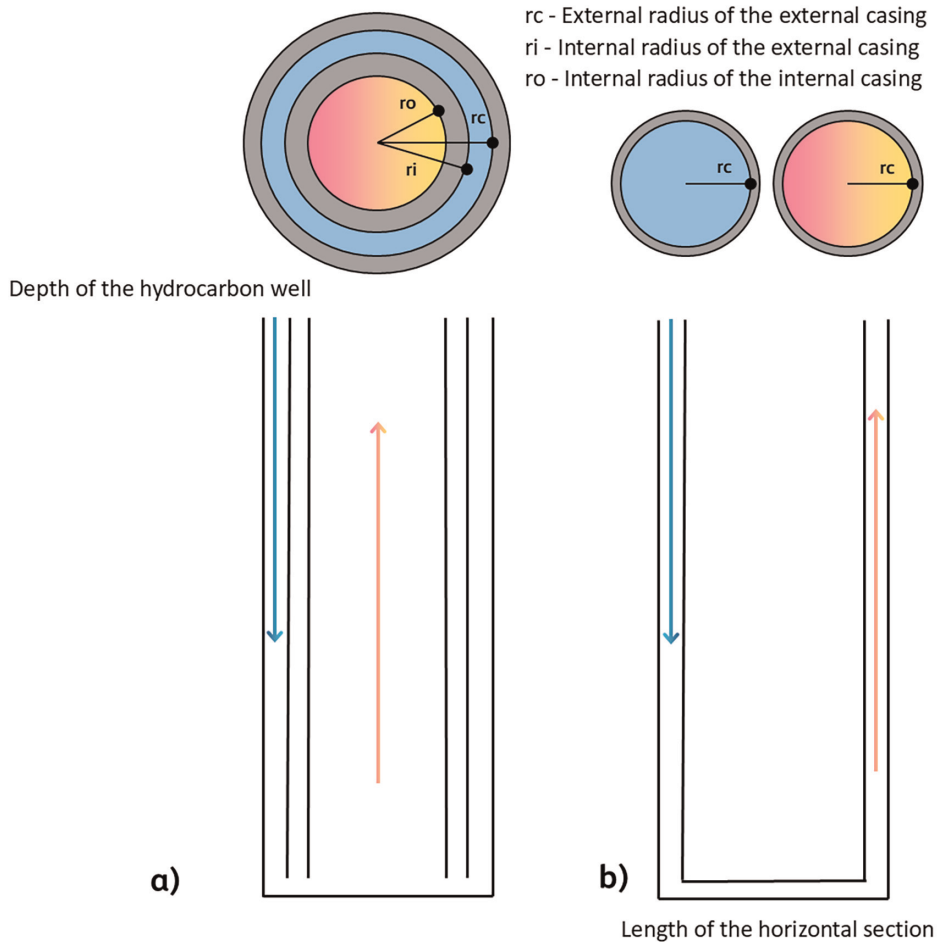 rc - External radius of the external casing
ri - Internal radius of the external casing
ro - Internal radius of the internal casing
ro
rc
ri
rc
rc
Depth of the hydrocarbon well
a)
b)
Length of the horizontal section